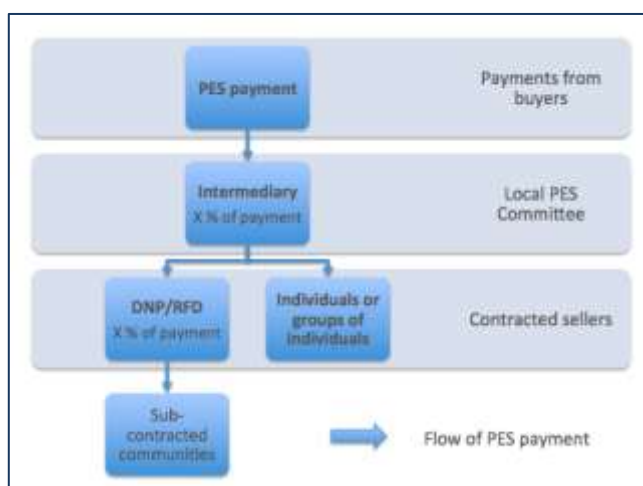 PES payment
Payments from
buyers
Intermediary
X % of payment
Local PES
Committee
DNP/RFD
X % of payment
Individuals or
groups of
individuals
Contracted sellers
Sub-
contracted
communities
Flow of PES payment